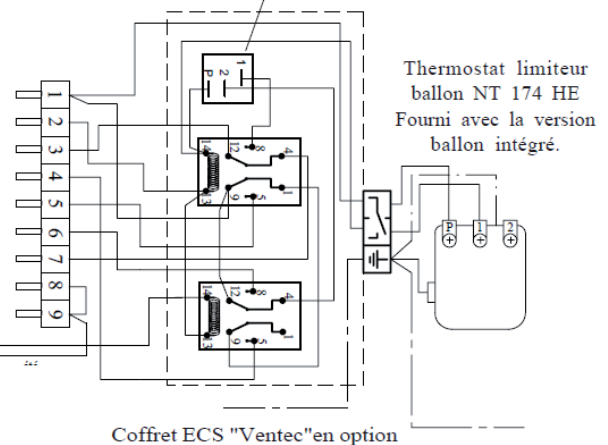 Thermostat limiteur
ballon NT 174 HE
Fourni avec la version
ballon intégré.
1
2
3
4
5
6
7
8
9
P 2 1
14 12 8 4
13 9 5 1
14 12 8 4
13 9 5 1
P 1 2
Coffret ECS "Ventec"en option